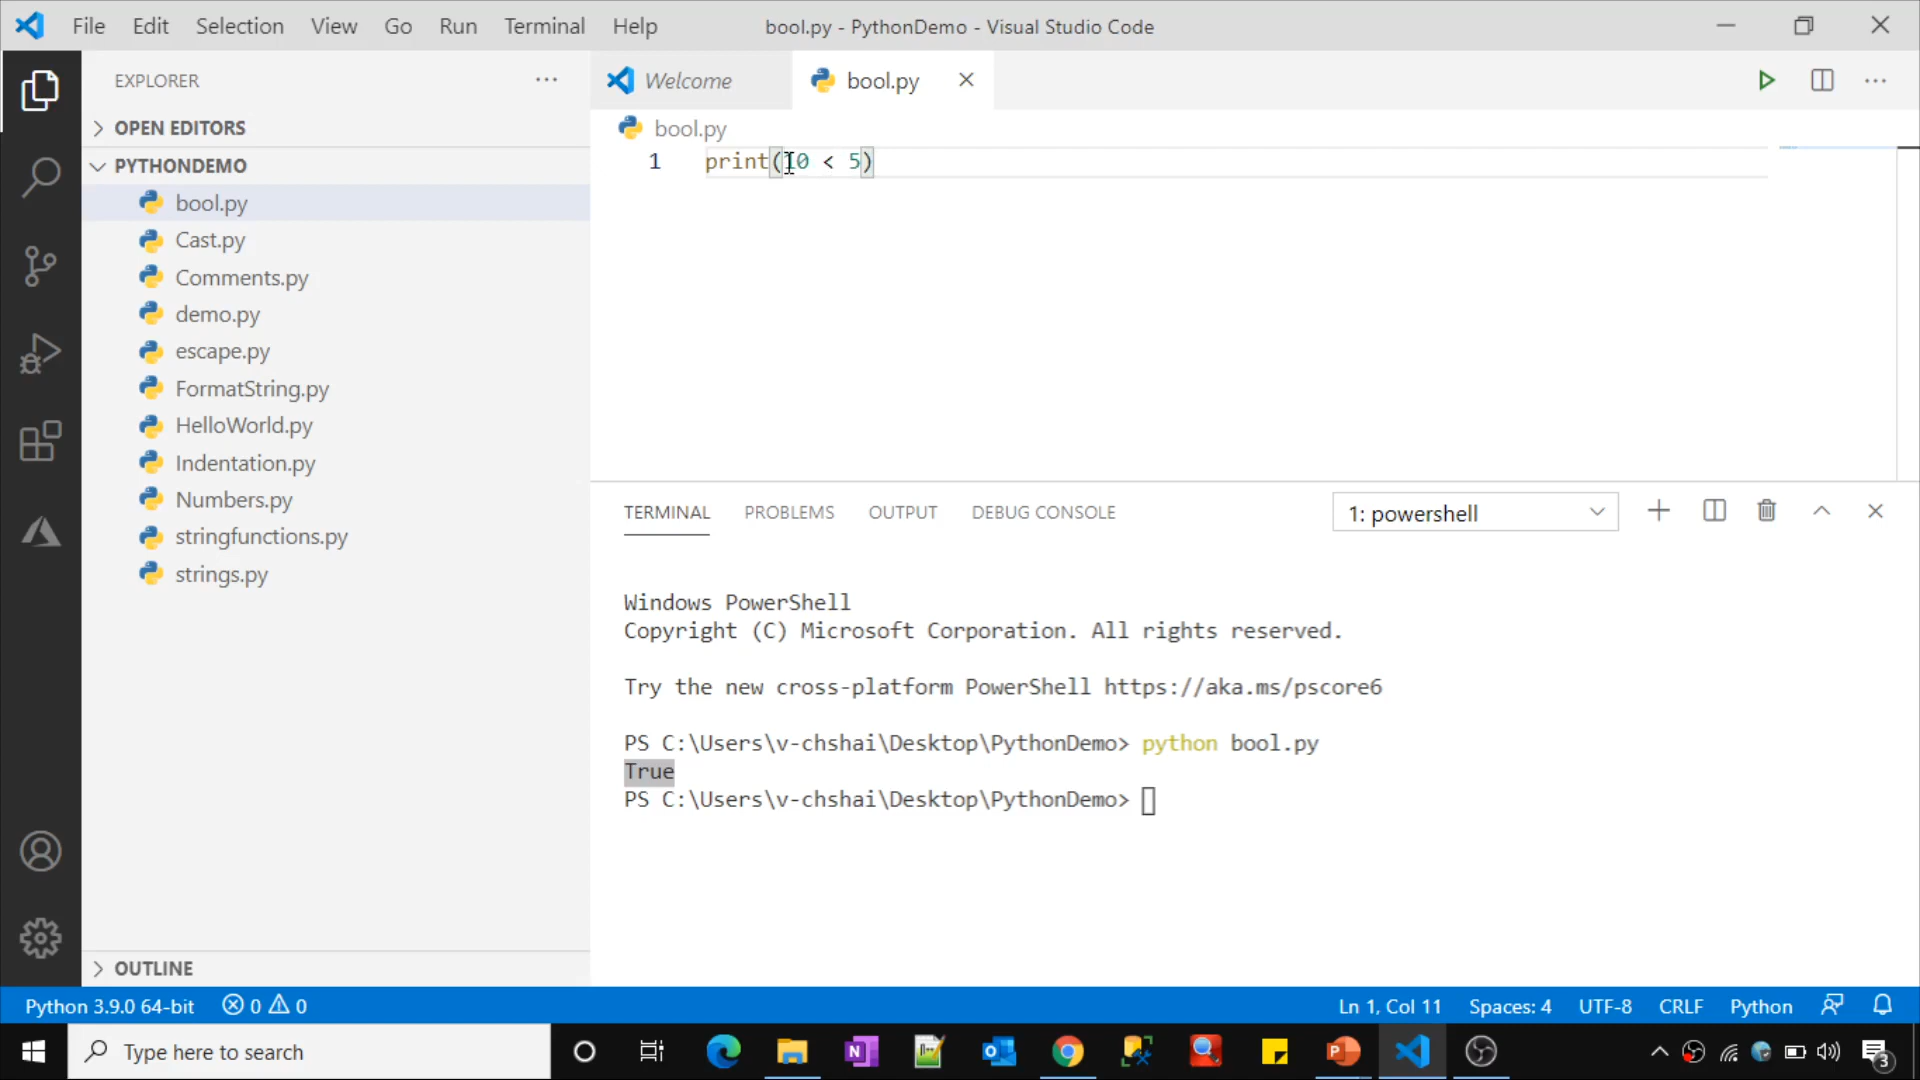 File Edit Selection View Go Run Terminal Help bool.py - PythonDemo - Visual Studio Code
EXPLORER
Welcome
bool.py
OPEN EDITORS
PYTHONDEMO
bool.py
Cast.py
Comments.py
demo.py
escape.py
FormatString.py
HelloWorld.py
Indentation.py
Numbers.py
stringfunctions.py
strings.py
OUTLINE
bool.py
1 print(10 < 5)
TERMINAL PROBLEMS OUTPUT DEBUG CONSOLE 1: powershell
Windows PowerShell
Copyright (C) Microsoft Corporation. All rights reserved.
Try the new cross-platform PowerShell https://aka.ms/pscore6
PS C:\Users\v-chshai\Desktop\PythonDemo> python bool.py
True
PS C:\Users\v-chshai\Desktop\PythonDemo>
Python 3.9.0 64-bit 0 0 Ln 1, Col 11 Spaces: 4 UTF-8 CRLF Python
Type here to search
3